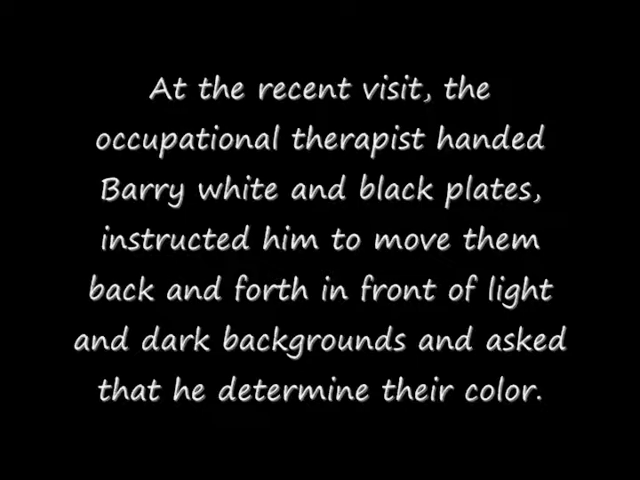 At the recent visit, the
occupational therapist handed
Barry white and black plates,
instructed him to move them
back and forth in front of light
and dark backgrounds and asked
that he determine their color.